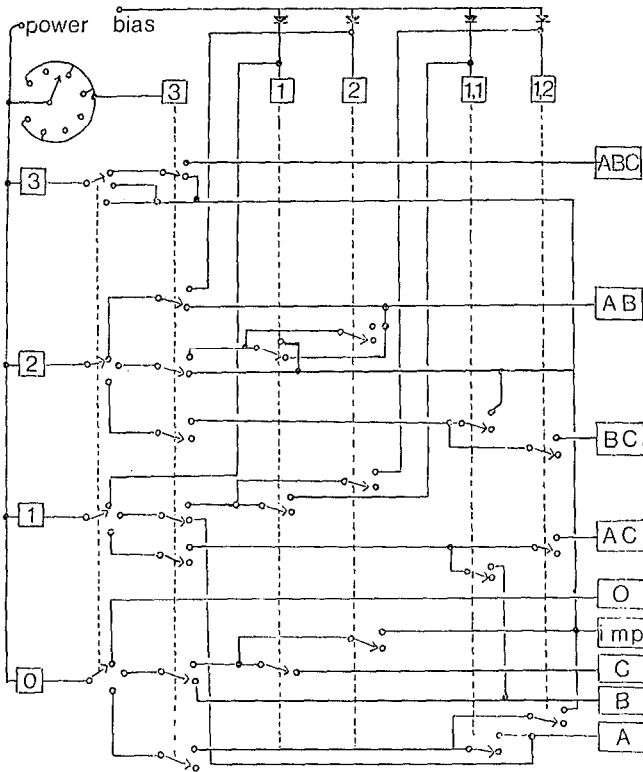 power bias
3 1 2 1,1 1,2
3 ABC
2 AB
BC
1 AC
O
imp
0 C
B
A